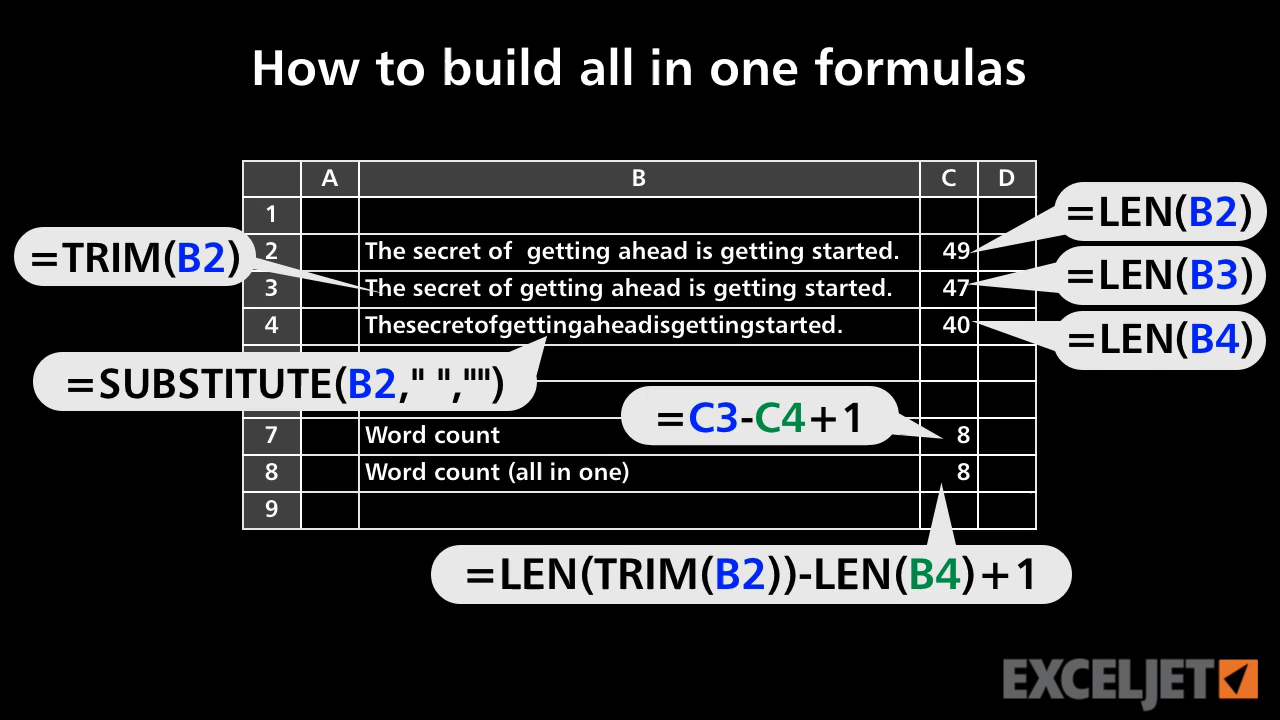 How to build all in one formulas
A B C D
1
=LEN(B2)
2 The secret of  getting ahead is getting started. 49
=TRIM(B2)
=LEN(B3)
3 The secret of getting ahead is getting started. 47
4 Thesecretofgettingaheadisgettingstarted. 40
=LEN(B4)
=SUBSTITUTE(B2," ","")
=C3-C4+1
7 Word count 8
8 Word count (all in one) 8
9
=LEN(TRIM(B2))-LEN(B4)+1
EXCELJET